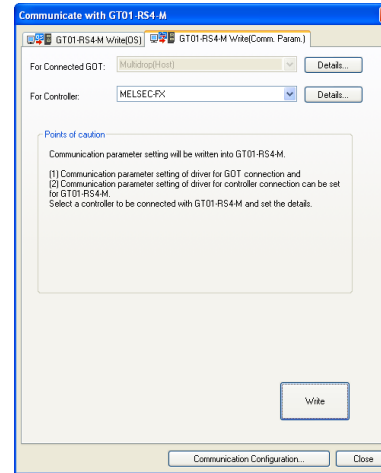 Communicate with GT01-RS4-M
GT01-RS4-M Write(OS) GT01-RS4-M Write(Comm. Param.)
For Connected GOT: Multidrop(Host) Details...
For Controller: MELSEC-FX Details...
Points of caution
Communication parameter setting will be written into GT01-RS4-M.
(1) Communication parameter setting of driver for GOT connection and
(2) Communication parameter setting of driver for controller connection can be set
for GT01-RS4-M.
Select a controller to be connected with GT01-RS4-M and set the details.
Write
Communication Configuration... Close